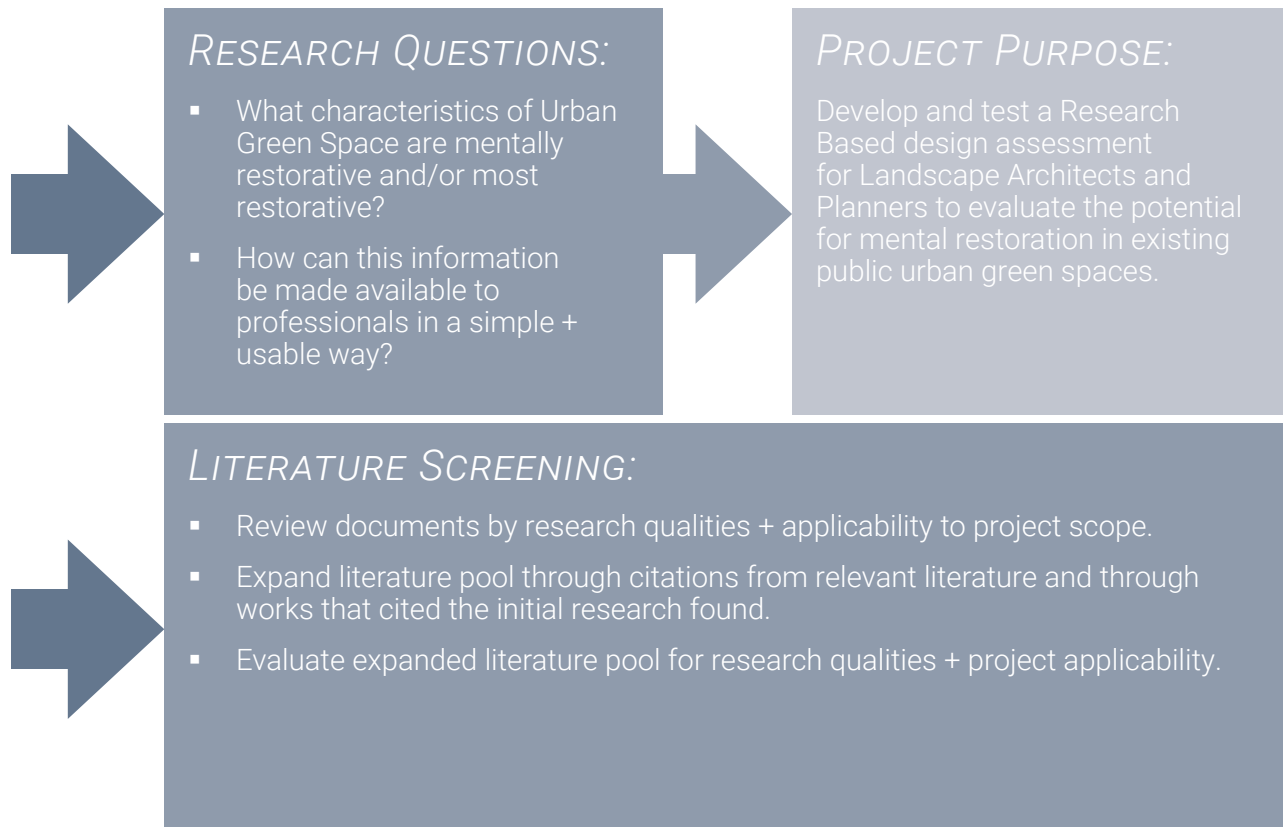 RESEARCH QUESTIONS:
▪ What characteristics of Urban
Green Space are mentally
restorative and/or most
restorative?
▪ How can this information
be made available to
professionals in a simple +
usable way?
PROJECT PURPOSE:
Develop and test a Research
Based design assessment
for Landscape Architects and
Planners to evaluate the potential
for mental restoration in existing
public urban green spaces.
LITERATURE SCREENING:
▪ Review documents by research qualities + applicability to project scope.
▪ Expand literature pool through citations from relevant literature and through
works that cited the initial research found.
▪ Evaluate expanded literature pool for research qualities + project applicability.